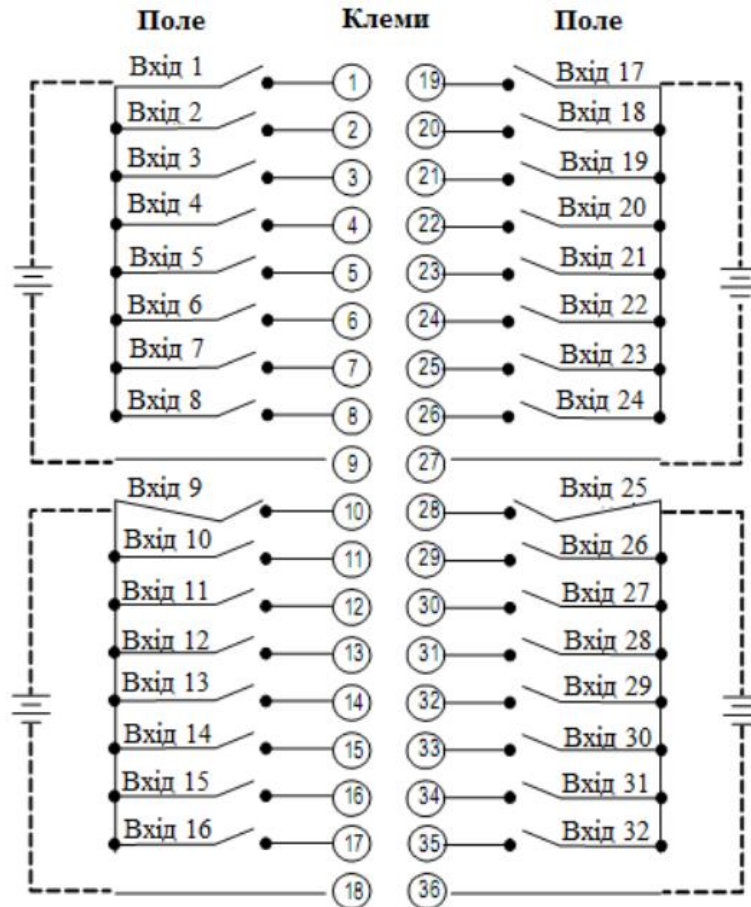 Поле Клеми Поле
Вхід 1 1 19 Вхід 17
Вхід 2 2 20 Вхід 18
Вхід 3 3 21 Вхід 19
Вхід 4 4 22 Вхід 20
Вхід 5 5 23 Вхід 21
Вхід 6 6 24 Вхід 22
Вхід 7 7 25 Вхід 23
Вхід 8 8 26 Вхід 24
9 27
Вхід 9 10 28 Вхід 25
Вхід 10 11 29 Вхід 26
Вхід 11 12 30 Вхід 27
Вхід 12 13 31 Вхід 28
Вхід 13 14 32 Вхід 29
Вхід 14 15 33 Вхід 30
Вхід 15 16 34 Вхід 31
Вхід 16 17 35 Вхід 32
18 36